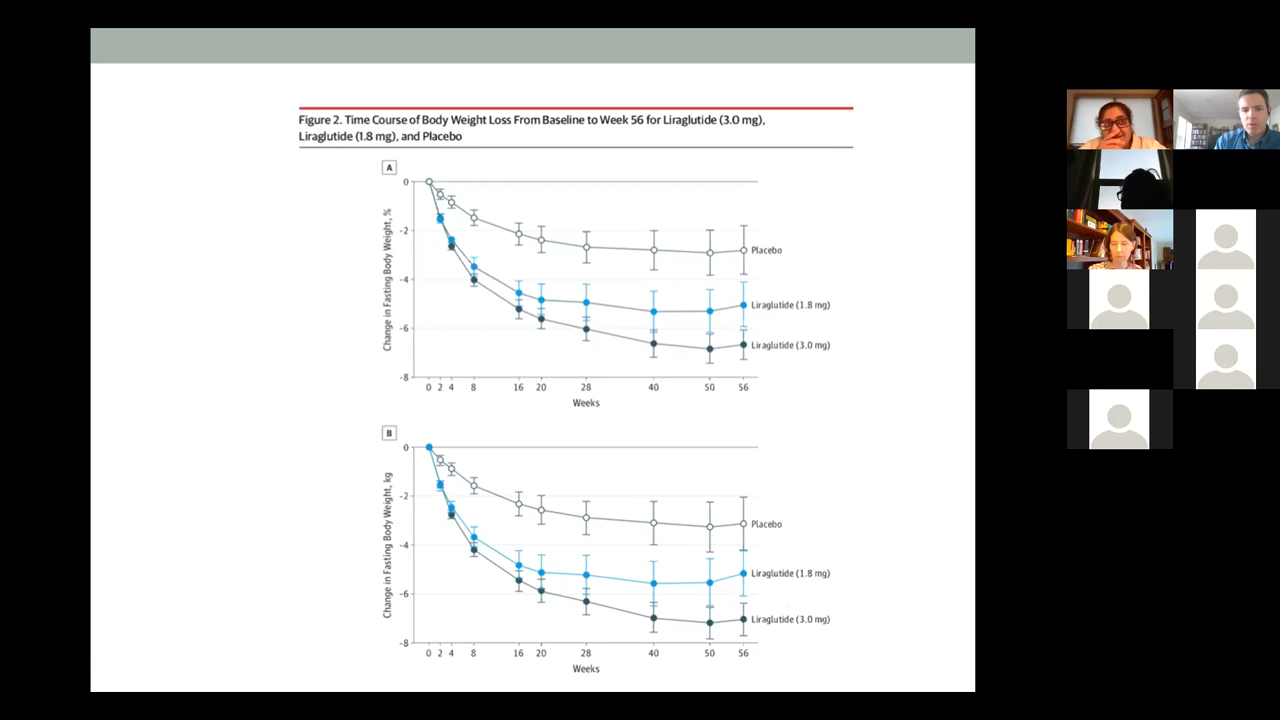 Figure 2. Time Course of Body Weight Loss From Baseline to Week 56 for Liraglutide (3.0 mg),
Liraglutide (1.8 mg), and Placebo
A
Change in Fasting Body Weight, %
0
-2
-4
-6
-8
Placebo
Liraglutide (1.8 mg)
Liraglutide (3.0 mg)
0 2 4 8 16 20 28 40 50 56
Weeks
B
Change in Fasting Body Weight, kg
0
-2
-4
-6
-8
Placebo
Liraglutide (1.8 mg)
Liraglutide (3.0 mg)
0 2 4 8 16 20 28 40 50 56
Weeks